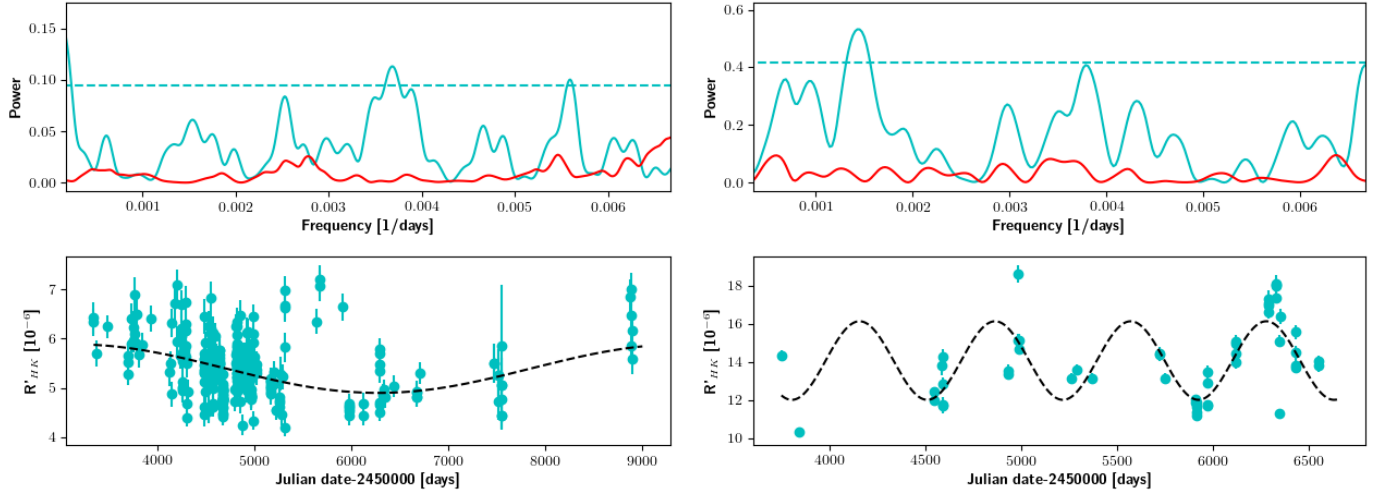 0.15
0.10
0.05
0.00
Power
0.001 0.002 0.003 0.004 0.005 0.006
Frequency [1/days]
0.6
0.4
0.2
0.0
Power
0.001 0.002 0.003 0.004 0.005 0.006
Frequency [1/days]
7
6
5
4
R'HK [10⁻⁶]
4000 5000 6000 7000 8000 9000
Julian date-2450000 [days]
18
16
14
12
10
R'HK [10⁻⁶]
4000 4500 5000 5500 6000 6500
Julian date-2450000 [days]